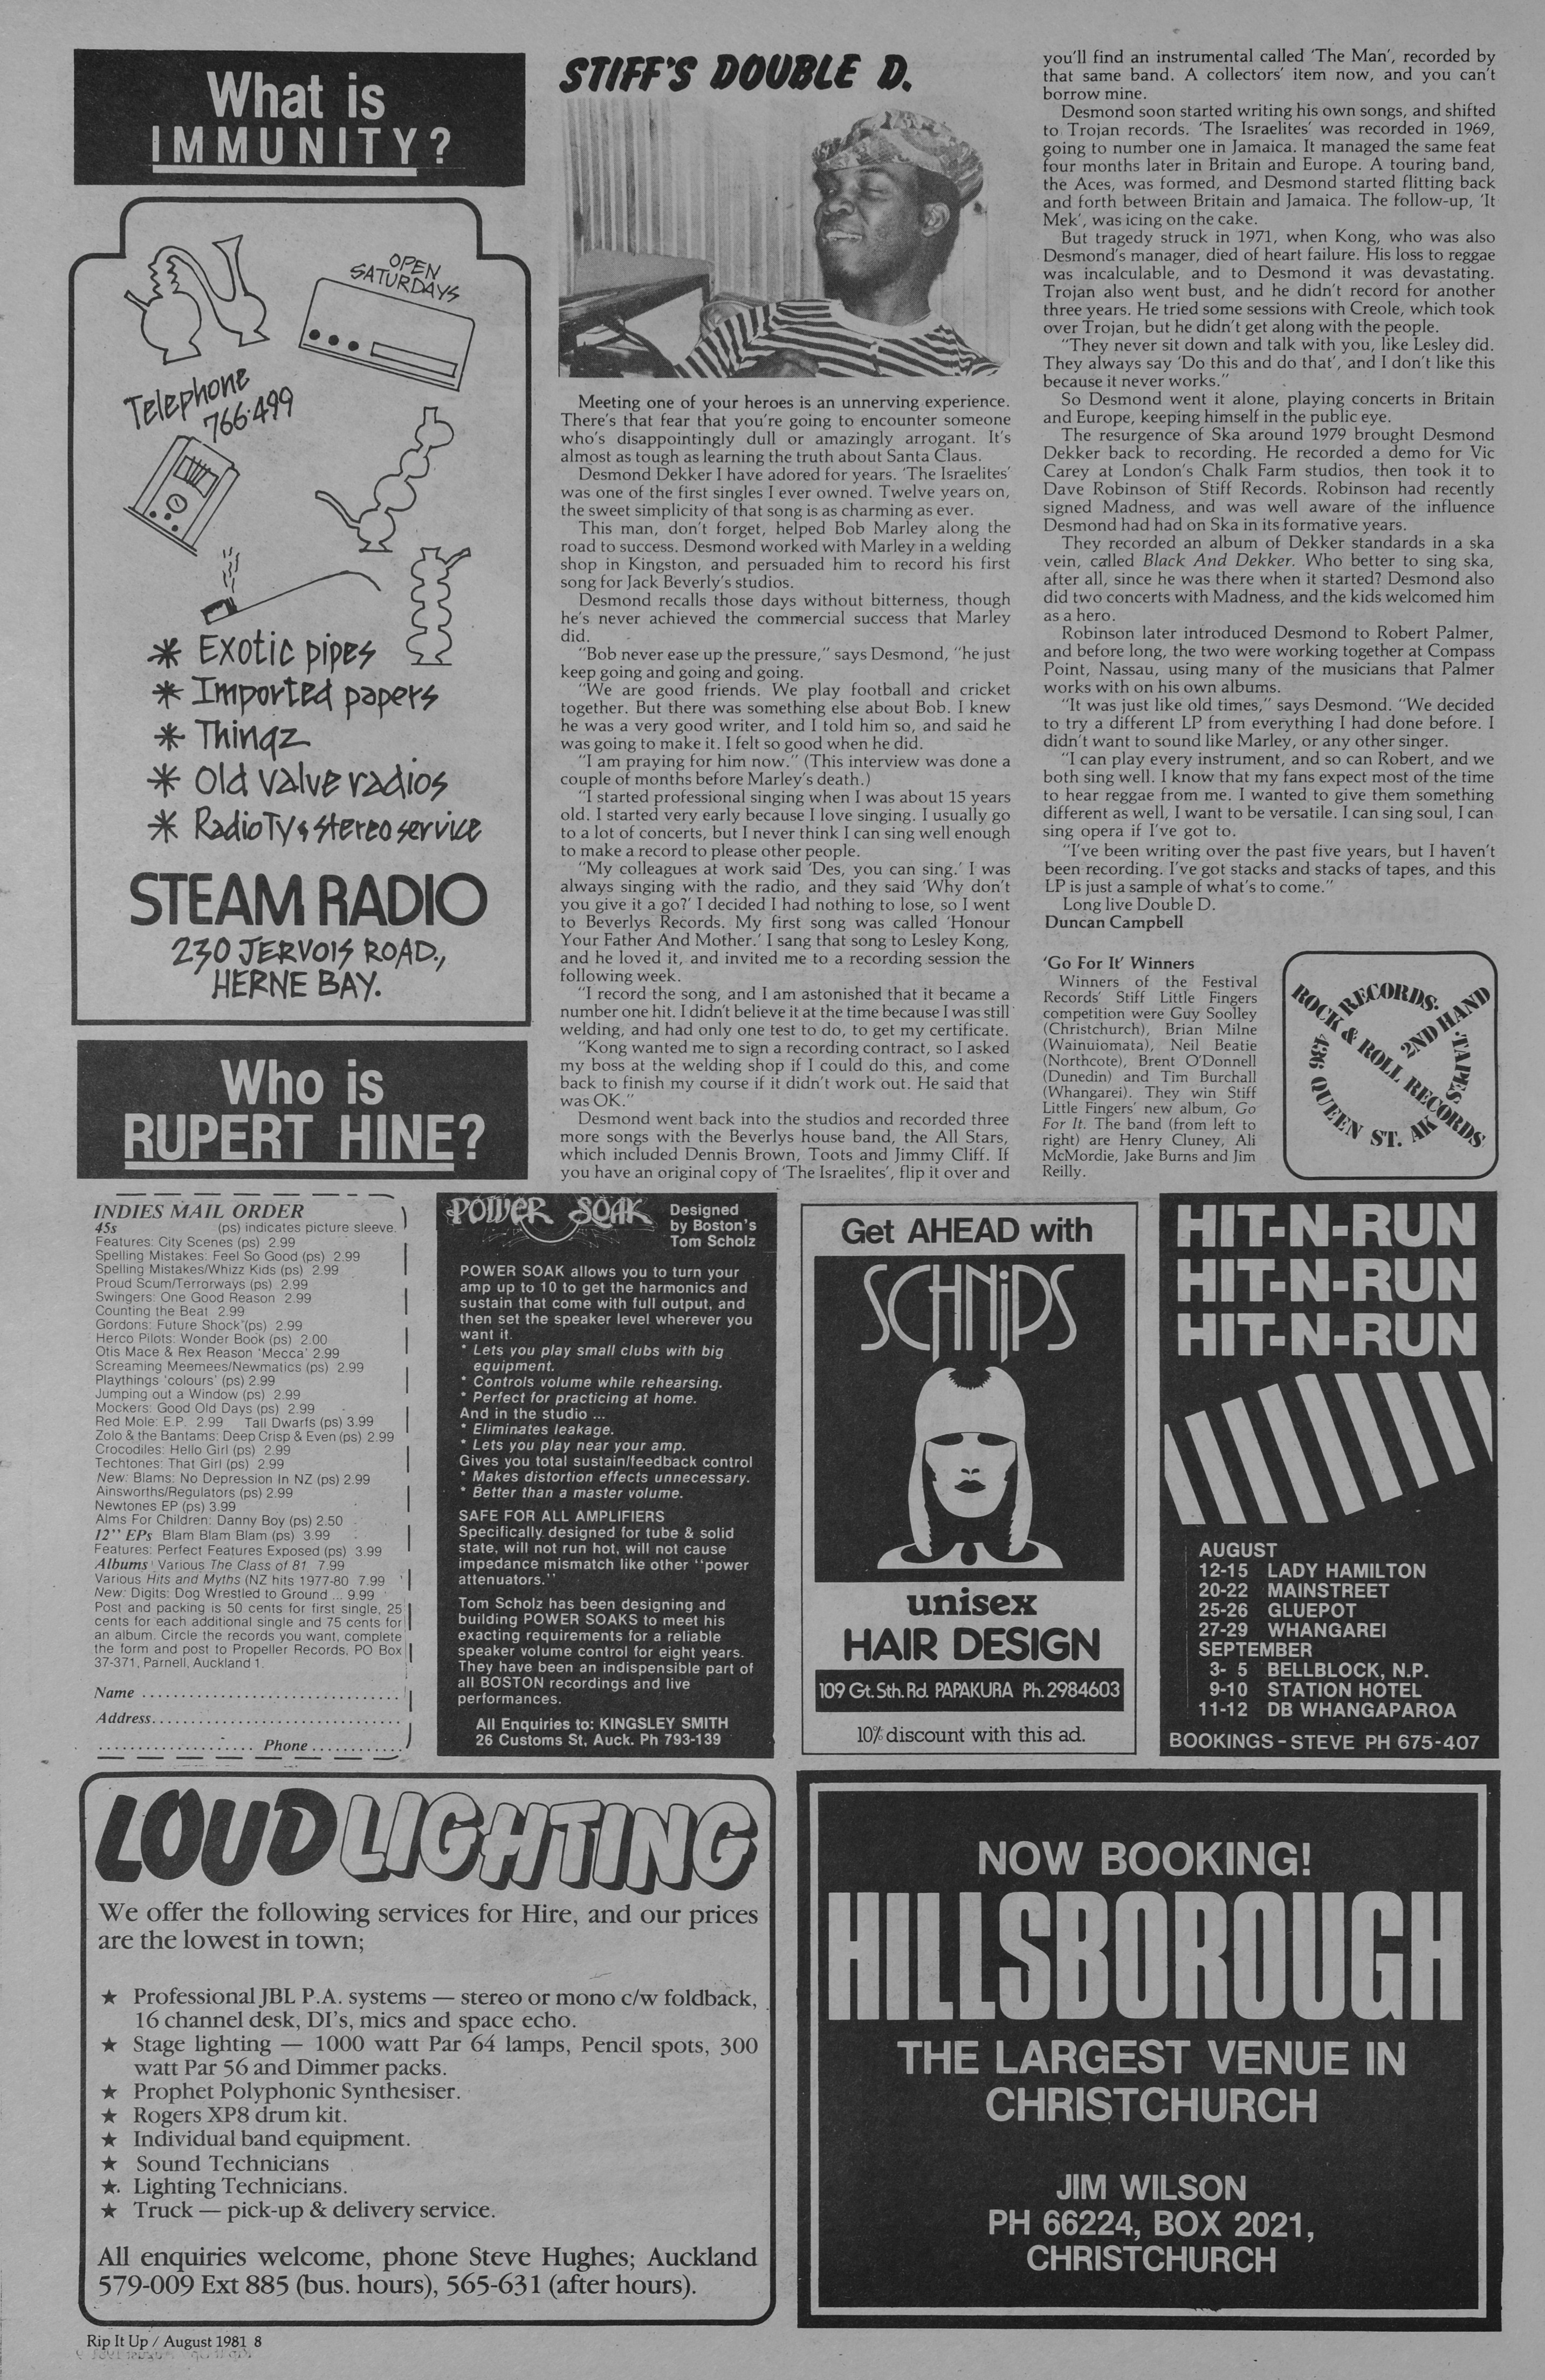 What is
IMMUNITY?
OPEN
SATURDAYS
Telephone
766·499
* Exotic pipes
* Imported papers
* Thingz
* Old valve radios
* Radio TV & stereo service
STEAM RADIO
230 JERVOIS ROAD.,
HERNE BAY.
Who is
RUPERT HINE?
STIFF'S DOUBLE D.
Meeting one of your heroes is an unnerving experience.
There's that fear that you're going to encounter someone
who's disappointingly dull or amazingly arrogant. It's
almost as tough as learning the truth about Santa Claus.
Desmond Dekker I have adored for years. 'The Israelites'
was one of the first singles I ever owned. Twelve years on,
the sweet simplicity of that song is as charming as ever.
This man, don't forget, helped Bob Marley along the
road to success. Desmond worked with Marley in a welding
shop in Kingston, and persuaded him to record his first
song for Jack Beverly's studios.
Desmond recalls those days without bitterness, though
he's never achieved the commercial success that Marley
did.
"Bob never ease up the pressure," says Desmond, "he just
keep going and going and going.
"We are good friends. We play football and cricket
together. But there was something else about Bob. I knew
he was a very good writer, and I told him so, and said he
was going to make it. I felt so good when he did.
"I am praying for him now." (This interview was done a
couple of months before Marley's death.)
"I started professional singing when I was about 15 years
old. I started very early because I love singing. I usually go
to a lot of concerts, but I never think I can sing well enough
to make a record to please other people.
"My colleagues at work said 'Des, you can sing.' I was
always singing with the radio, and they said 'Why don't
you give it a go?' I decided I had nothing to lose, so I went
to Beverlys Records. My first song was called 'Honour
Your Father And Mother.' I sang that song to Lesley Kong,
and he loved it, and invited me to a recording session the
following week.
"I record the song, and I am astonished that it became a
number one hit. I didn't believe it at the time because I was still
welding, and had only one test to do, to get my certificate.
"Kong wanted me to sign a recording contract, so I asked
my boss at the welding shop if I could do this, and come
back to finish my course if it didn't work out. He said that
was OK."
Desmond went back into the studios and recorded three
more songs with the Beverlys house band, the All Stars,
which included Dennis Brown, Toots and Jimmy Cliff. If
you have an original copy of 'The Israelites', flip it over and
you'll find an instrumental called 'The Man', recorded by
that same band. A collectors' item now, and you can't
borrow mine.
Desmond soon started writing his own songs, and shifted
to Trojan records. 'The Israelites' was recorded in 1969,
going to number one in Jamaica. It managed the same feat
four months later in Britain and Europe. A touring band,
the Aces, was formed, and Desmond started flitting back
and forth between Britain and Jamaica. The follow-up, 'It
Mek', was icing on the cake.
But tragedy struck in 1971, when Kong, who was also
Desmond's manager, died of heart failure. His loss to reggae
was incalculable, and to Desmond it was devastating.
Trojan also went bust, and he didn't record for another
three years. He tried some sessions with Creole, which took
over Trojan, but he didn't get along with the people.
"They never sit down and talk with you, like Lesley did.
They always say 'Do this and do that', and I don't like this
because it never works."
So Desmond went it alone, playing concerts in Britain
and Europe, keeping himself in the public eye.
The resurgence of Ska around 1979 brought Desmond
Dekker back to recording. He recorded a demo for Vic
Carey at London's Chalk Farm studios, then took it to
Dave Robinson of Stiff Records. Robinson had recently
signed Madness, and was well aware of the influence
Desmond had had on Ska in its formative years.
They recorded an album of Dekker standards in a ska
vein, called Black And Dekker. Who better to sing ska,
after all, since he was there when it started? Desmond also
did two concerts with Madness, and the kids welcomed him
as a hero.
Robinson later introduced Desmond to Robert Palmer,
and before long, the two were working together at Compass
Point, Nassau, using many of the musicians that Palmer
works with on his own albums.
"It was just like old times," says Desmond. "We decided
to try a different LP from everything I had done before. I
didn't want to sound like Marley, or any other singer.
"I can play every instrument, and so can Robert, and we
both sing well. I know that my fans expect most of the time
to hear reggae from me. I wanted to give them something
different as well, I want to be versatile. I can sing soul, I can
sing opera if I've got to.
"I've been writing over the past five years, but I haven't
been recording. I've got stacks and stacks of tapes, and this
LP is just a sample of what's to come."
Long live Double D.
Duncan Campbell
'Go For It' Winners
Winners of the Festival
Records' Stiff Little Fingers
competition were Guy Soolley
(Christchurch), Brian Milne
(Wainuiomata), Neil Beatie
(Northcote), Brent O'Donnell
(Dunedin) and Tim Burchall
(Whangarei). They win Stiff
Little Fingers' new album, Go
For It. The band (from left to
right) are Henry Cluney, Ali
McMordie, Jake Burns and Jim
Reilly.
ROCK & ROLL RECORDS
RECORDS·
2ND HAND
·TAPES
436 QUEEN ST. AK
INDIES MAIL ORDER
45s (ps) indicates picture sleeve.
Features: City Scenes (ps) 2.99
Spelling Mistakes: Feel So Good (ps) 2.99
Spelling Mistakes/Whizz Kids (ps) 2.99
Proud Scum/Terrorways (ps) 2.99
Swingers: One Good Reason 2.99
Counting the Beat 2.99
Gordons: Future Shock (ps) 2.99
Herco Pilots: Wonder Book (ps) 2.00
Otis Mace & Rex Reason 'Mecca' 2.99
Screaming Meemees/Newmatics (ps) 2.99
Playthings 'colours' (ps) 2.99
Jumping out a Window (ps) 2.99
Mockers: Good Old Days (ps) 2.99
Red Mole: E.P. 2.99 Tall Dwarfs (ps) 3.99
Zolo & the Bantams: Deep Crisp & Even (ps) 2.99
Crocodiles: Hello Girl (ps) 2.99
Techtones: That Girl (ps) 2.99
New: Blams: No Depression In NZ (ps) 2.99
Ainsworths/Regulators (ps) 2.99
Newtones EP (ps) 3.99
Alms For Children: Danny Boy (ps) 2.50
12" EPs Blam Blam Blam (ps) 3.99
Features: Perfect Features Exposed (ps) 3.99
Albums Various The Class of 81 7.99
Various Hits and Myths (NZ hits 1977-80 7.99
New: Digits: Dog Wrestled to Ground ... 9.99
Post and packing is 50 cents for first single, 25
cents for each additional single and 75 cents for
an album. Circle the records you want, complete
the form and post to Propeller Records, PO Box
37-371, Parnell, Auckland 1.
Name
Address
Phone
POWER SOAK
Designed
by Boston's
Tom Scholz
POWER SOAK allows you to turn your
amp up to 10 to get the harmonics and
sustain that come with full output, and
then set the speaker level wherever you
want it.
* Lets you play small clubs with big
equipment.
* Controls volume while rehearsing.
* Perfect for practicing at home.
And in the studio ...
* Eliminates leakage.
* Lets you play near your amp.
Gives you total sustain/feedback control
* Makes distortion effects unnecessary.
* Better than a master volume.
SAFE FOR ALL AMPLIFIERS
Specifically designed for tube & solid
state, will not run hot, will not cause
impedance mismatch like other "power
attenuators."
Tom Scholz has been designing and
building POWER SOAKS to meet his
exacting requirements for a reliable
speaker volume control for eight years.
They have been an indispensible part of
all BOSTON recordings and live
performances.
All Enquiries to: KINGSLEY SMITH
26 Customs St, Auck. Ph 793-139
Get AHEAD with
SCHNiPS
unisex
HAIR DESIGN
109 Gt. Sth. Rd. PAPAKURA Ph. 2984603
10% discount with this ad.
HIT-N-RUN
HIT-N-RUN
HIT-N-RUN
AUGUST
12-15 LADY HAMILTON
20-22 MAINSTREET
25-26 GLUEPOT
27-29 WHANGAREI
SEPTEMBER
3- 5 BELLBLOCK, N.P.
9-10 STATION HOTEL
11-12 DB WHANGAPAROA
BOOKINGS - STEVE PH 675-407
LOUD LIGHTING
We offer the following services for Hire, and our prices
are the lowest in town;
★ Professional JBL P.A. systems — stereo or mono c/w foldback,
16 channel desk, DI's, mics and space echo.
★ Stage lighting — 1000 watt Par 64 lamps, Pencil spots, 300
watt Par 56 and Dimmer packs.
★ Prophet Polyphonic Synthesiser.
★ Rogers XP8 drum kit.
★ Individual band equipment.
★ Sound Technicians
★ Lighting Technicians.
★ Truck — pick-up & delivery service.
All enquiries welcome, phone Steve Hughes; Auckland
579-009 Ext 885 (bus. hours), 565-631 (after hours).
NOW BOOKING!
HILLSBOROUGH
THE LARGEST VENUE IN
CHRISTCHURCH
JIM WILSON
PH 66224, BOX 2021,
CHRISTCHURCH
Rip It Up / August 1981 8